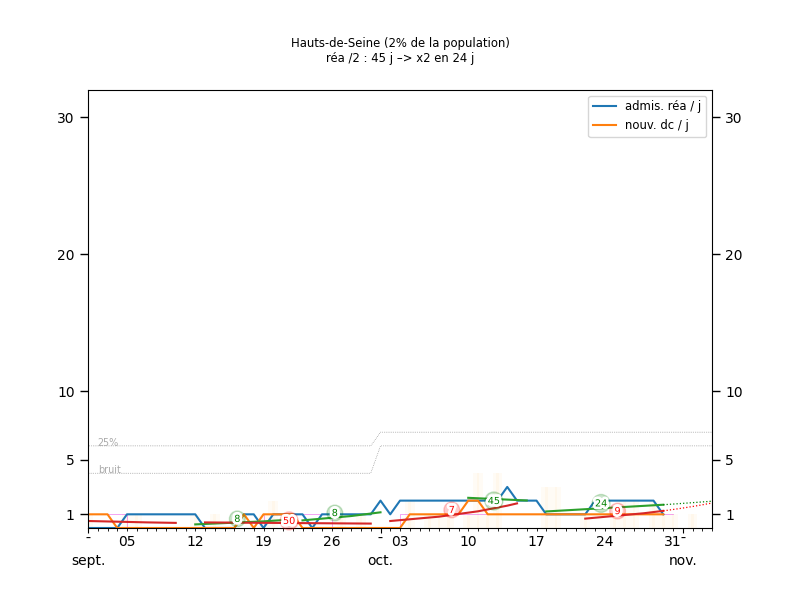 Hauts-de-Seine (2% de la population)
réa /2 : 45 j –> x2 en 24 j
admis. réa / j
nouv. dc / j
30 30
20 20
10 10
5 5
1 1
25%
bruit
8 50 8 7 45 24 9
- 05 12 19 26 - 03 10 17 24 31 -
sept. oct. nov.